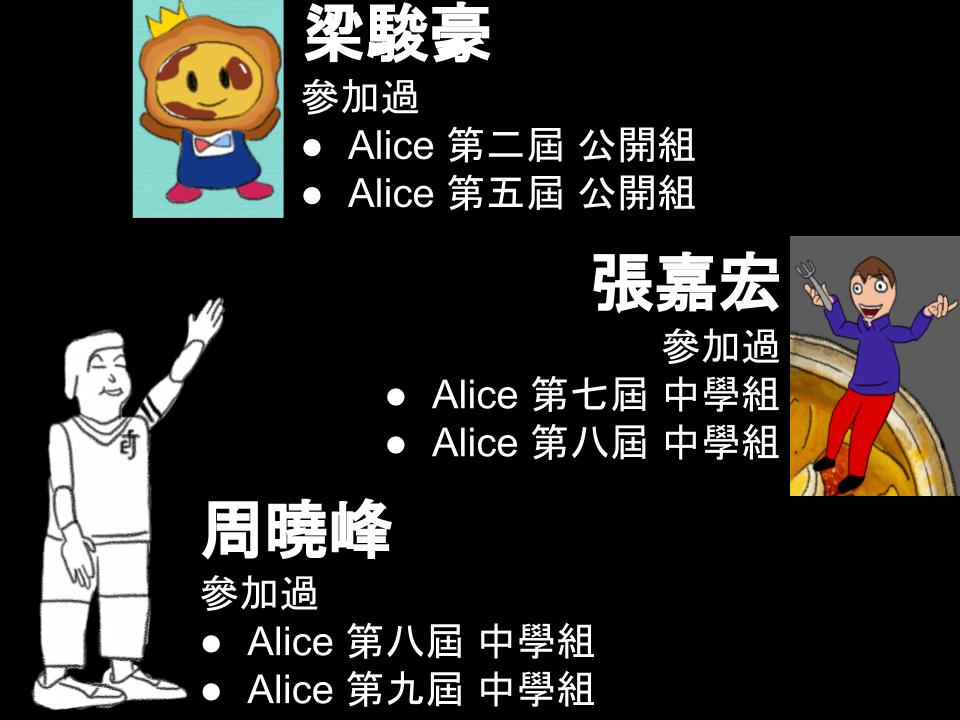 梁駿豪
參加過
● Alice 第二屆 公開組
● Alice 第五屆 公開組
張嘉宏
參加過
● Alice 第七屆 中學組
● Alice 第八屆 中學組
周曉峰
參加過
● Alice 第八屆 中學組
● Alice 第九屆 中學組